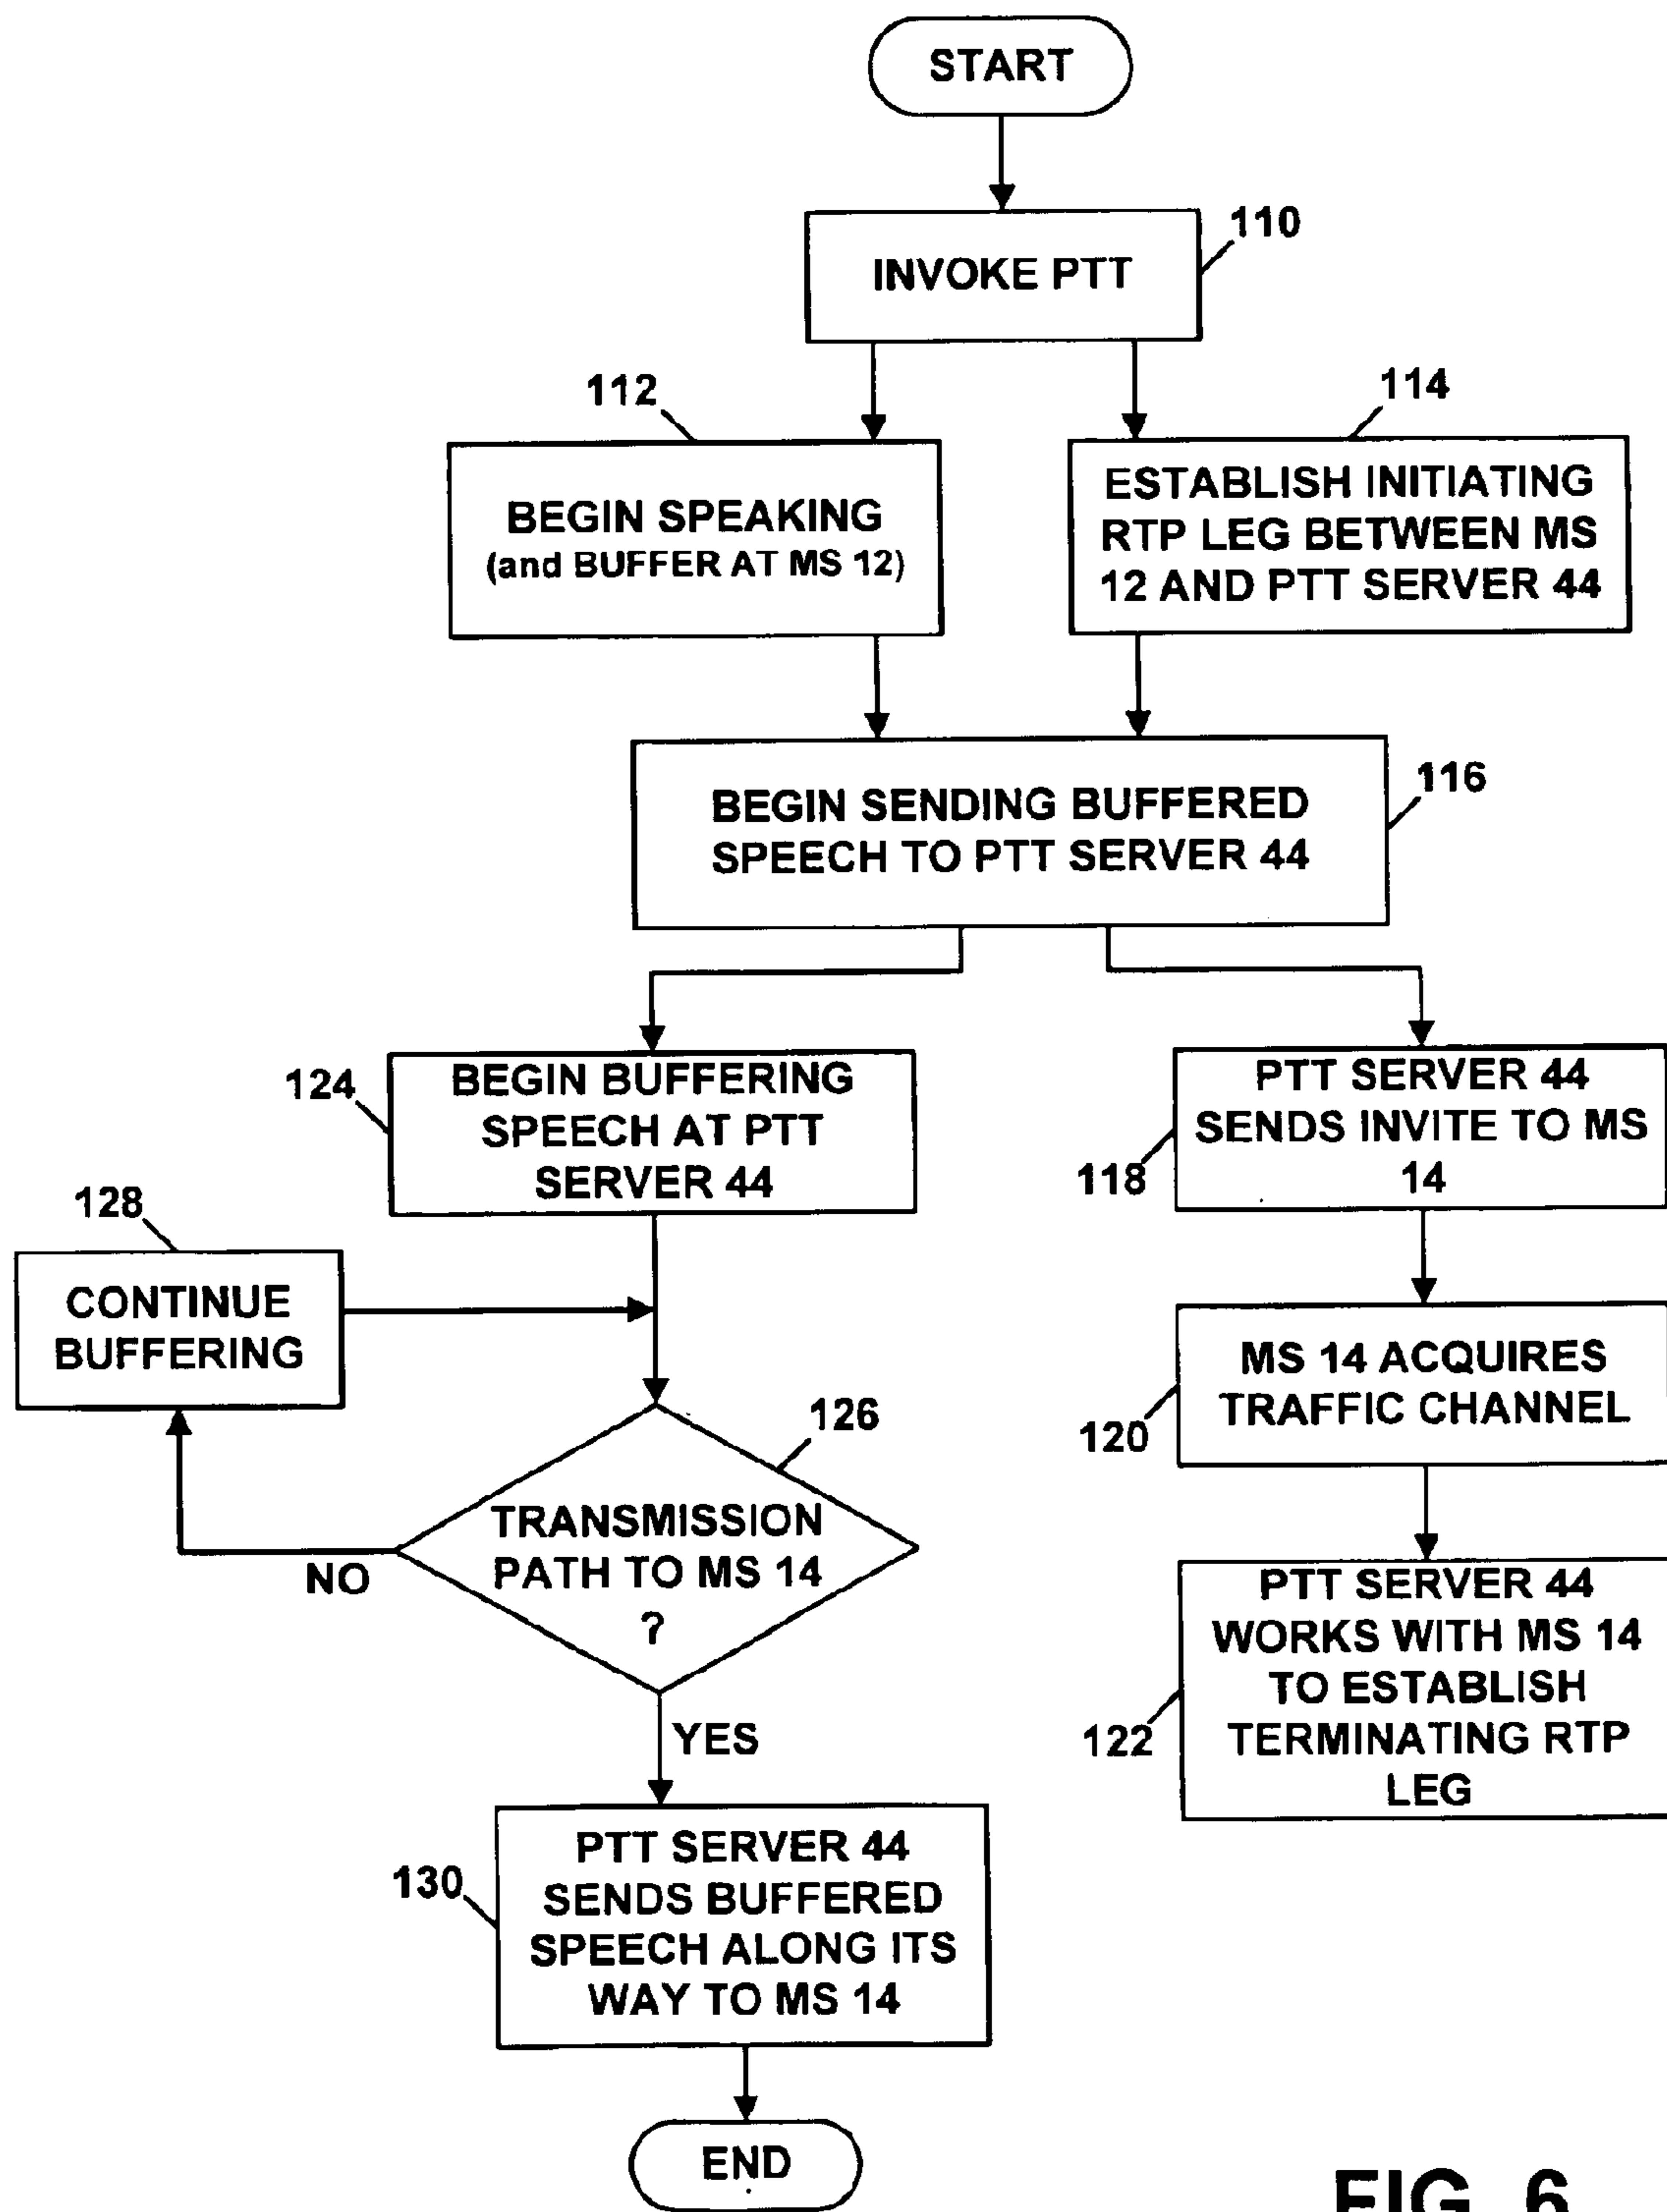 START
110
INVOKE PTT
112
114
BEGIN SPEAKING
(and BUFFER AT MS 12)
ESTABLISH INITIATING
RTP LEG BETWEEN MS
12 AND PTT SERVER 44
116
BEGIN SENDING BUFFERED
SPEECH TO PTT SERVER 44
124
BEGIN BUFFERING
SPEECH AT PTT
SERVER 44
118
PTT SERVER 44
SENDS INVITE TO MS
14
128
CONTINUE
BUFFERING
120
MS 14 ACQUIRES
TRAFFIC CHANNEL
126
TRANSMISSION
PATH TO MS 14
?
NO
YES
122
PTT SERVER 44
WORKS WITH MS 14
TO ESTABLISH
TERMINATING RTP
LEG
130
PTT SERVER 44
SENDS BUFFERED
SPEECH ALONG ITS
WAY TO MS 14
END
FIG. 6